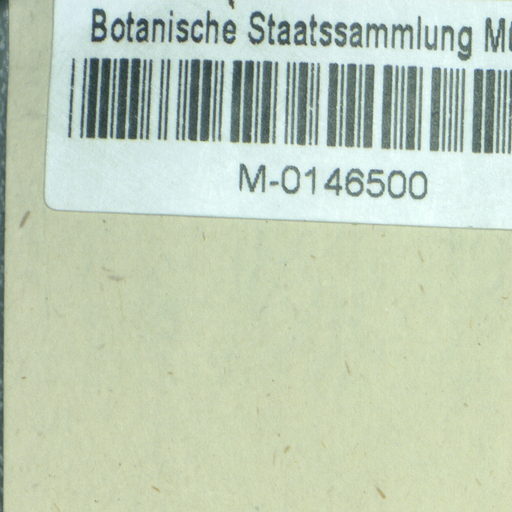 Botanische Staatssammlung
M-0146500